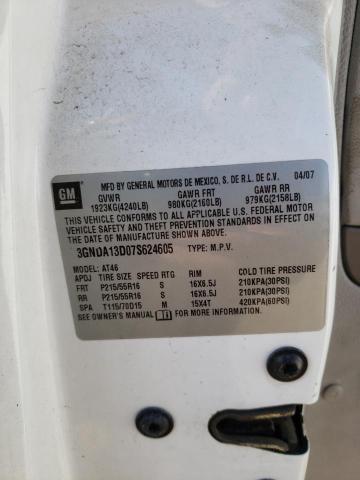 GM
MFD BY GENERAL MOTORS DE MEXICO, S. DE R.L. DE C.V. 04/07
GVWR GAWR FRT GAWR RR
1923KG(4240LB) 980KG(2160LB) 979KG(2158LB)
THIS VEHICLE CONFORMS TO ALL APPLICABLE U.S. FEDERAL MOTOR
VEHICLE SAFETY AND THEFT PREVENTION STANDARDS IN EFFECT ON
THE DATE OF MANUFACTURE SHOWN ABOVE.
3GNDA13D07S624605 TYPE: M.P.V.
MODEL: AT46
APDJ TIRE SIZE SPEED RTG RIM COLD TIRE PRESSURE
FRT P215/55R16 S 16X6.5J 210KPA(30PSI)
RR P215/55R16 S 16X6.5J 210KPA(30PSI)
SPA T115/70D15 M 15X4T 420KPA(60PSI)
SEE OWNER'S MANUAL FOR MORE INFORMATION.